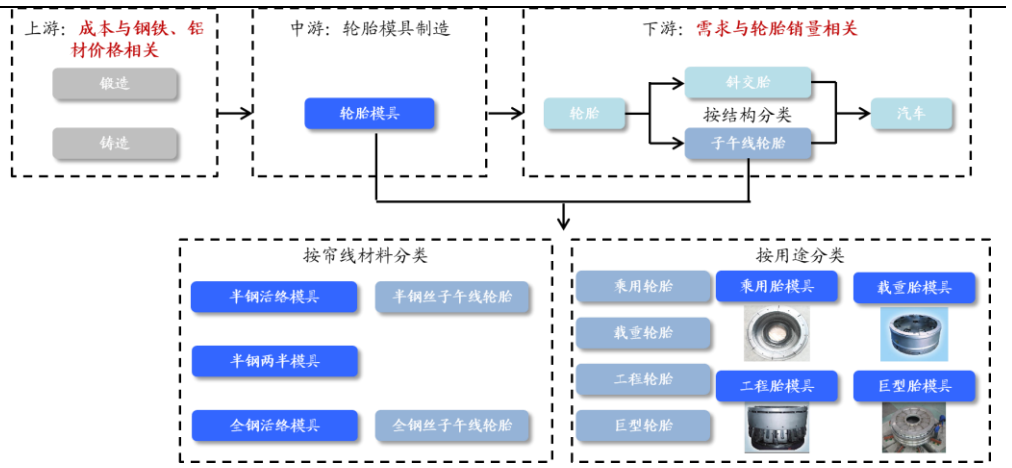 上游：成本与钢铁、铝
材价格相关
锻造
铸造
中游：轮胎模具制造
轮胎模具
下游：需求与轮胎销量相关
轮胎
斜交胎
按结构分类
子午线轮胎
汽车
按帘线材料分类
半钢活络模具
半钢丝子午线轮胎
半钢两半模具
全钢活络模具
全钢丝子午线轮胎
按用途分类
乘用轮胎
乘用胎模具
载重胎模具
载重轮胎
工程轮胎
工程胎模具
巨型胎模具
巨型轮胎